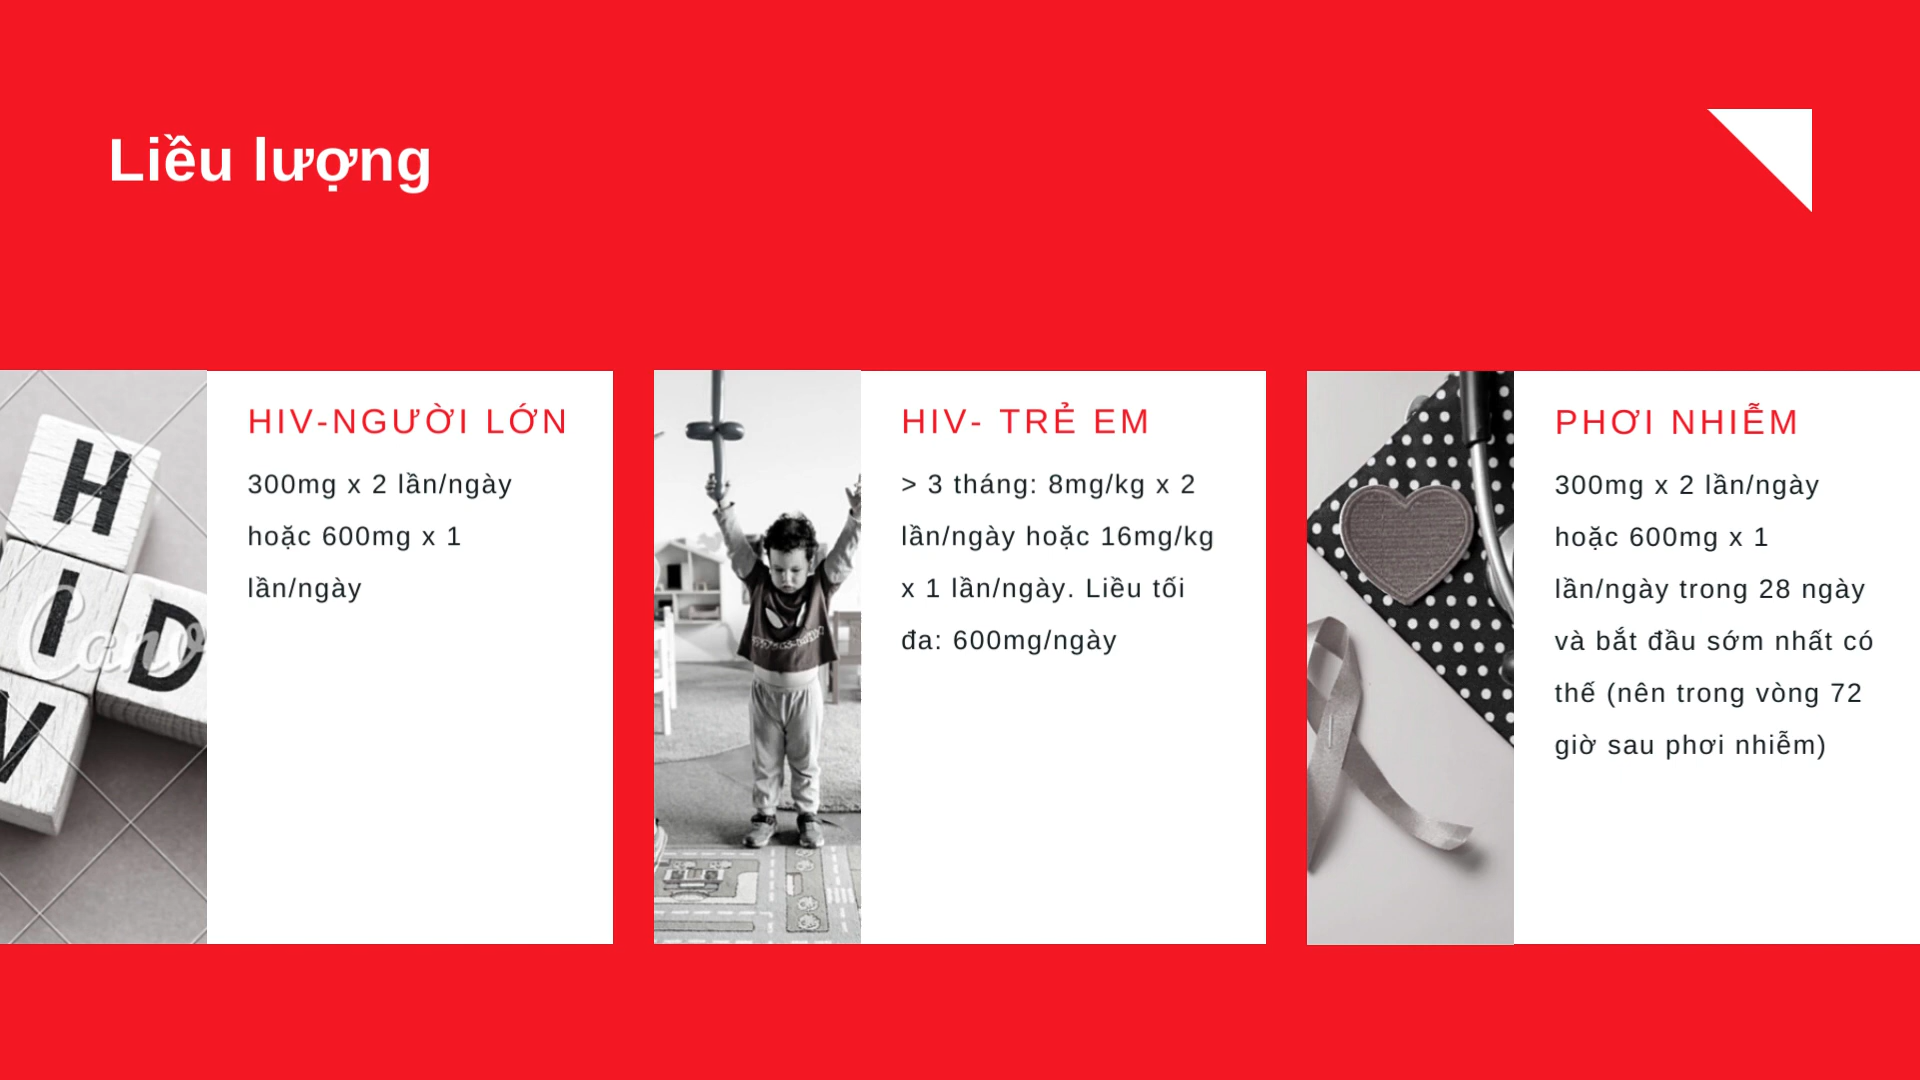 Liều lượng
HIV-NGƯỜI LỚN
300mg x 2 lần/ngày
hoặc 600mg x 1
lần/ngày
HIV- TRẺ EM
> 3 tháng: 8mg/kg x 2
lần/ngày hoặc 16mg/kg
x 1 lần/ngày. Liều tối
đa: 600mg/ngày
PHƠI NHIỄM
300mg x 2 lần/ngày
hoặc 600mg x 1
lần/ngày trong 28 ngày
và bắt đầu sớm nhất có
thế (nên trong vòng 72
giờ sau phơi nhiễm)
H
I D
V
Canv